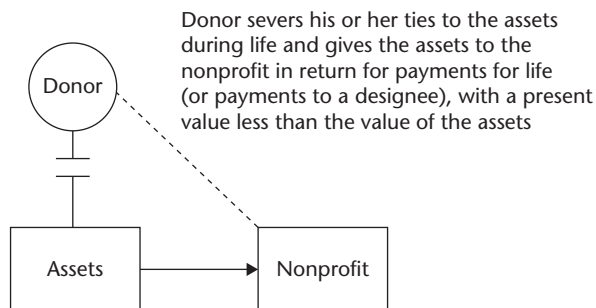 Donor severs his or her ties to the assets
during life and gives the assets to the
nonprofit in return for payments for life
(or payments to a designee), with a present
value less than the value of the assets
Donor
Assets
Nonprofit